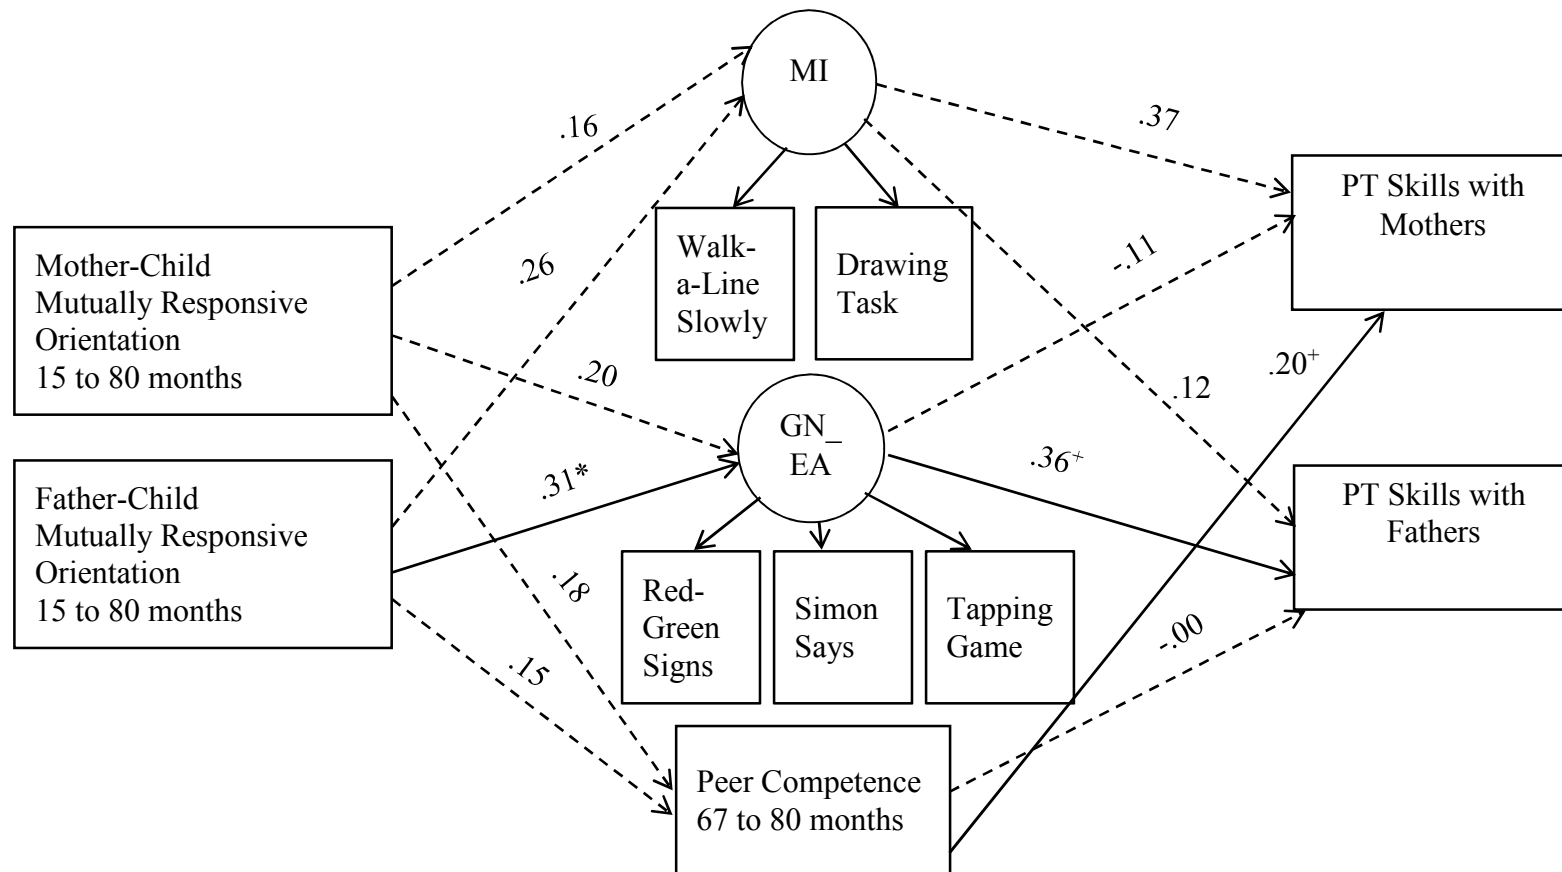 MI
.16
.37
PT Skills with
Mothers
Walk-
a-Line
Slowly
Drawing
Task
Mother-Child
Mutually Responsive
Orientation
15 to 80 months
.26
-.11
.20
.20⁺
.12
GN_
EA
.31*
.36⁺
Father-Child
Mutually Responsive
Orientation
15 to 80 months
PT Skills with
Fathers
.18
Red-
Green
Signs
Simon
Says
Tapping
Game
-.00
.15
Peer Competence
67 to 80 months